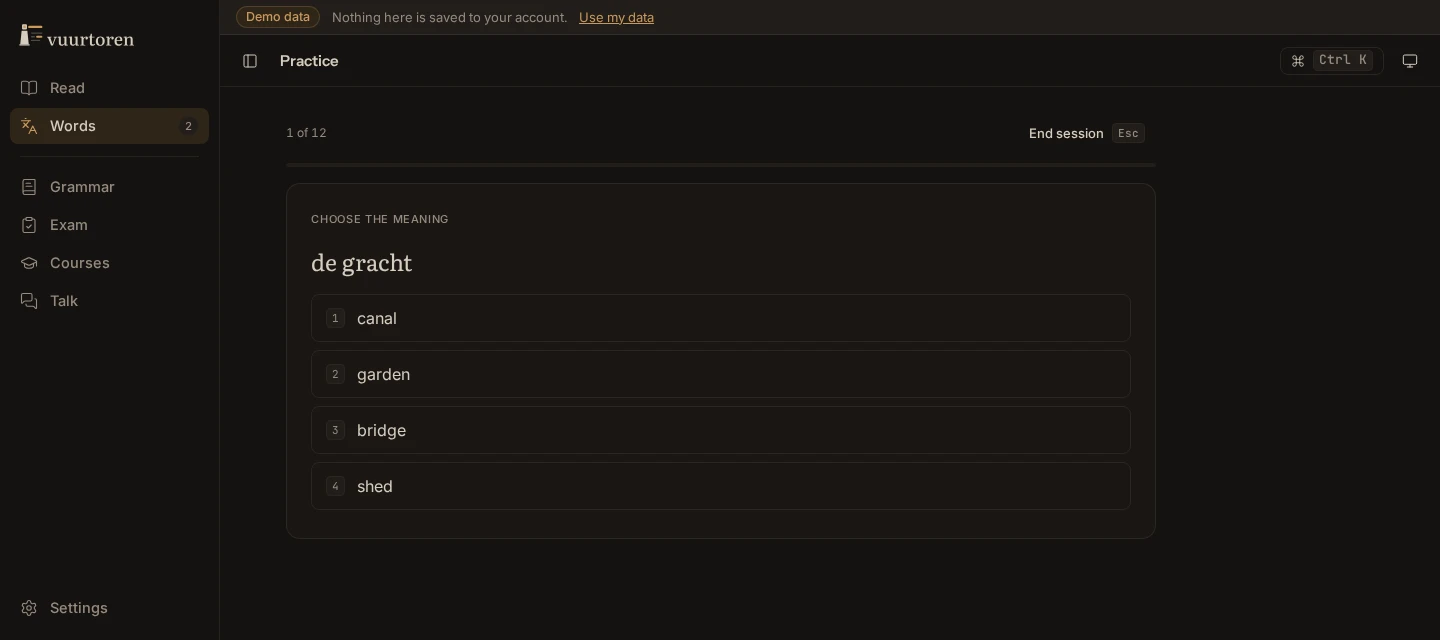 vuurtoren
Demo data Nothing here is saved to your account. Use my data
Practice
⌘ Ctrl K
Read
Words 2
Grammar
Exam
Courses
Talk
Settings
1 of 12
End session Esc
CHOOSE THE MEANING
de gracht
1 canal
2 garden
3 bridge
4 shed